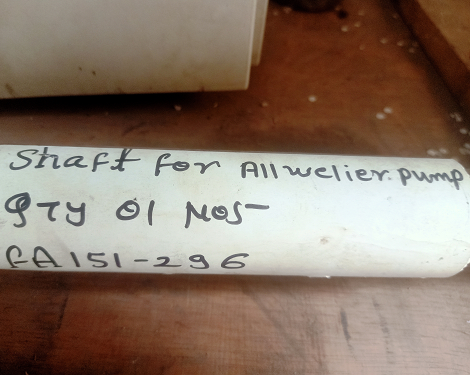 Shaft for Allwelier pump
QTY 01 Nos-
FA151-296